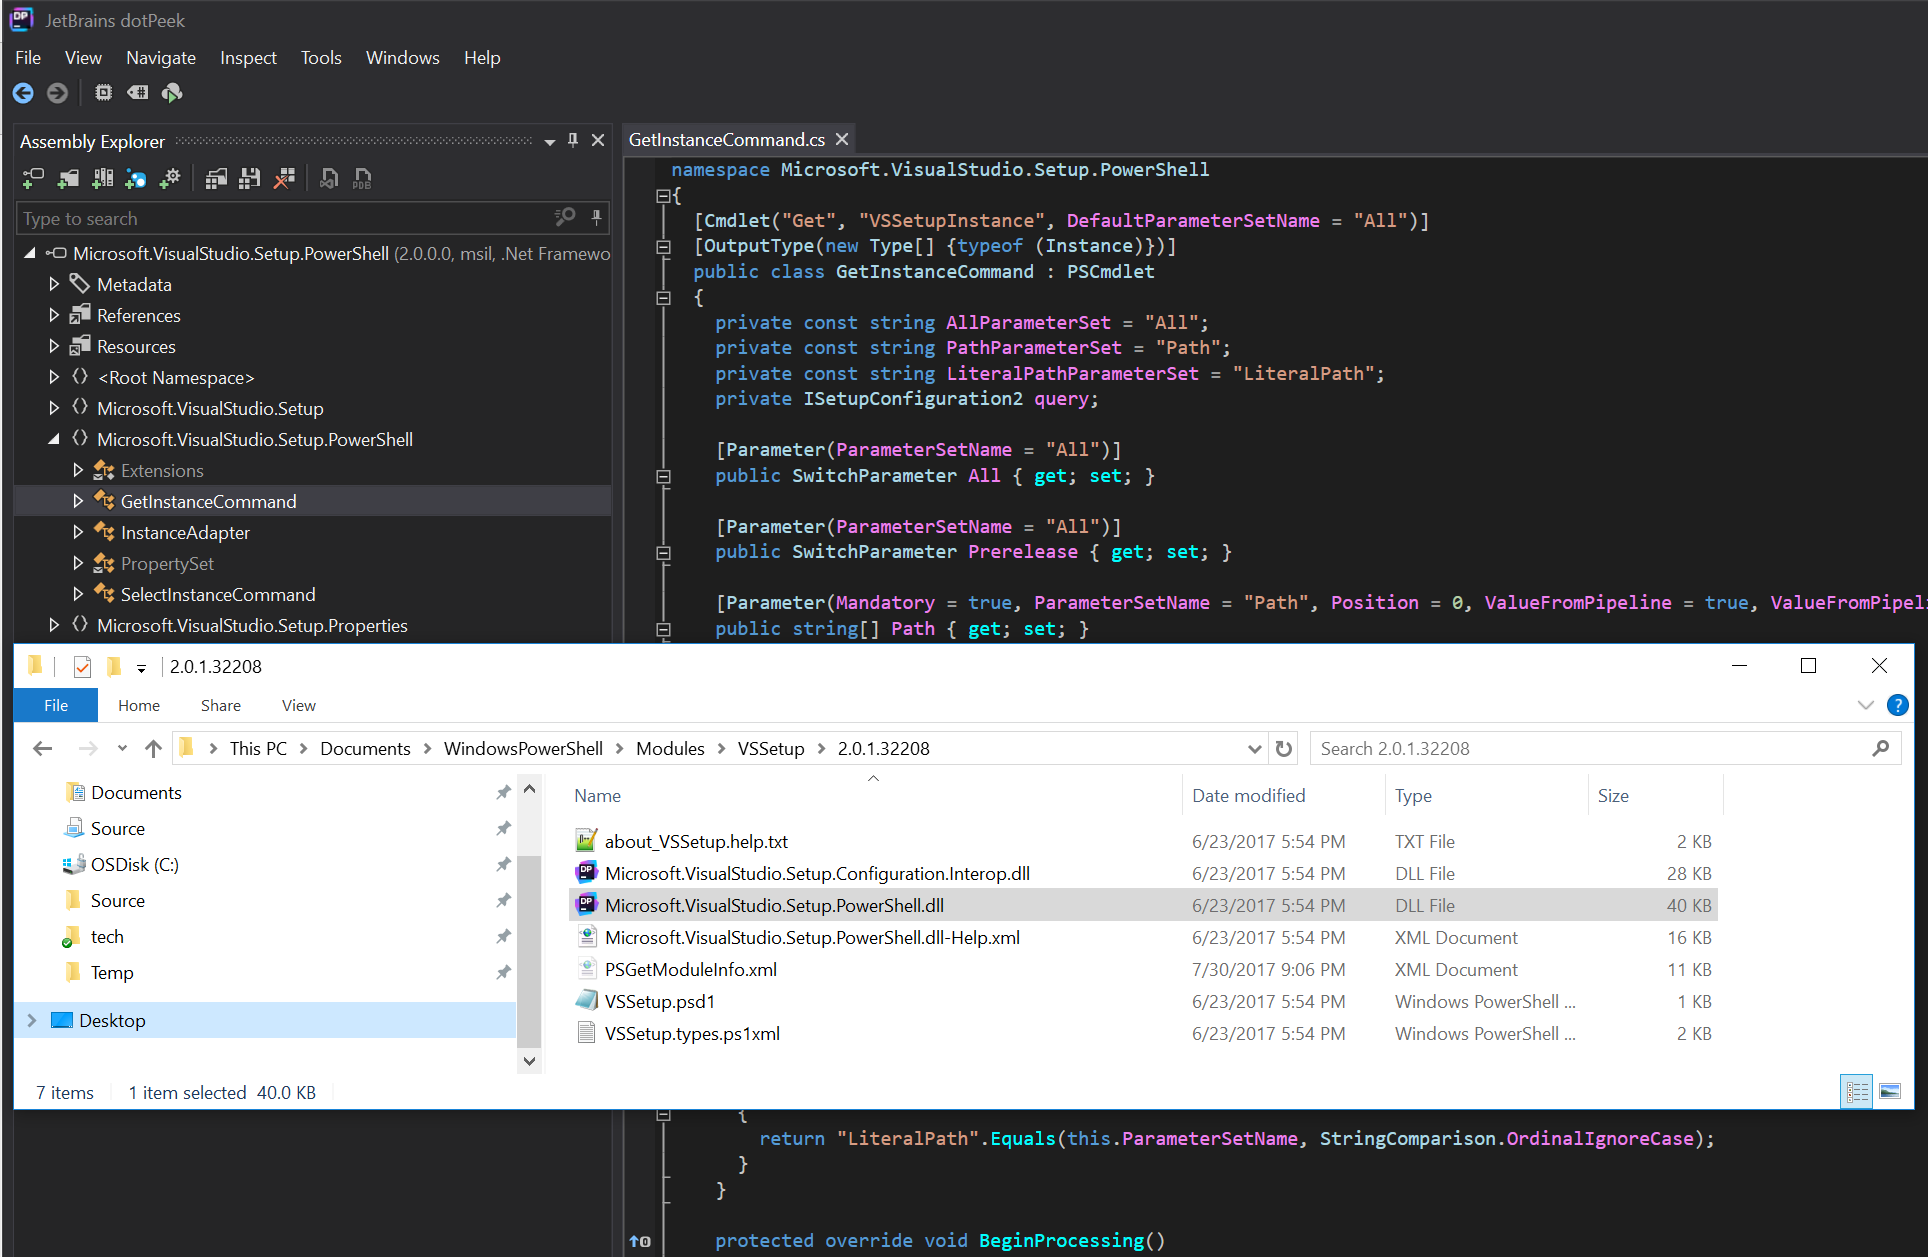 JetBrains dotPeek
File View Navigate Inspect Tools Windows Help
Assembly Explorer
Type to search
Microsoft.VisualStudio.Setup.PowerShell (2.0.0.0, msil, .Net Framewo
Metadata
References
Resources
<Root Namespace>
Microsoft.VisualStudio.Setup
Microsoft.VisualStudio.Setup.PowerShell
Extensions
GetInstanceCommand
InstanceAdapter
PropertySet
SelectInstanceCommand
Microsoft.VisualStudio.Setup.Properties
GetInstanceCommand.cs
namespace Microsoft.VisualStudio.Setup.PowerShell
{
[Cmdlet("Get", "VSSetupInstance", DefaultParameterSetName = "All")]
[OutputType(new Type[] {typeof (Instance)})]
public class GetInstanceCommand : PSCmdlet
{
private const string AllParameterSet = "All";
private const string PathParameterSet = "Path";
private const string LiteralPathParameterSet = "LiteralPath";
private ISetupConfiguration2 query;
[Parameter(ParameterSetName = "All")]
public SwitchParameter All { get; set; }
[Parameter(ParameterSetName = "All")]
public SwitchParameter Prerelease { get; set; }
[Parameter(Mandatory = true, ParameterSetName = "Path", Position = 0, ValueFromPipeline = true, ValueFromPipeli
public string[] Path { get; set; }
2.0.1.32208
File Home Share View
This PC > Documents > WindowsPowerShell > Modules > VSSetup > 2.0.1.32208
Search 2.0.1.32208
Documents
Source
OSDisk (C:)
Source
tech
Temp
Desktop
Name Date modified Type Size
about_VSSetup.help.txt 6/23/2017 5:54 PM TXT File 2 KB
Microsoft.VisualStudio.Setup.Configuration.Interop.dll 6/23/2017 5:54 PM DLL File 28 KB
Microsoft.VisualStudio.Setup.PowerShell.dll 6/23/2017 5:54 PM DLL File 40 KB
Microsoft.VisualStudio.Setup.PowerShell.dll-Help.xml 6/23/2017 5:54 PM XML Document 16 KB
PSGetModuleInfo.xml 7/30/2017 9:06 PM XML Document 11 KB
VSSetup.psd1 6/23/2017 5:54 PM Windows PowerShell ... 1 KB
VSSetup.types.ps1xml 6/23/2017 5:54 PM Windows PowerShell ... 2 KB
7 items 1 item selected 40.0 KB
{
return "LiteralPath".Equals(this.ParameterSetName, StringComparison.OrdinalIgnoreCase);
}
}
protected override void BeginProcessing()